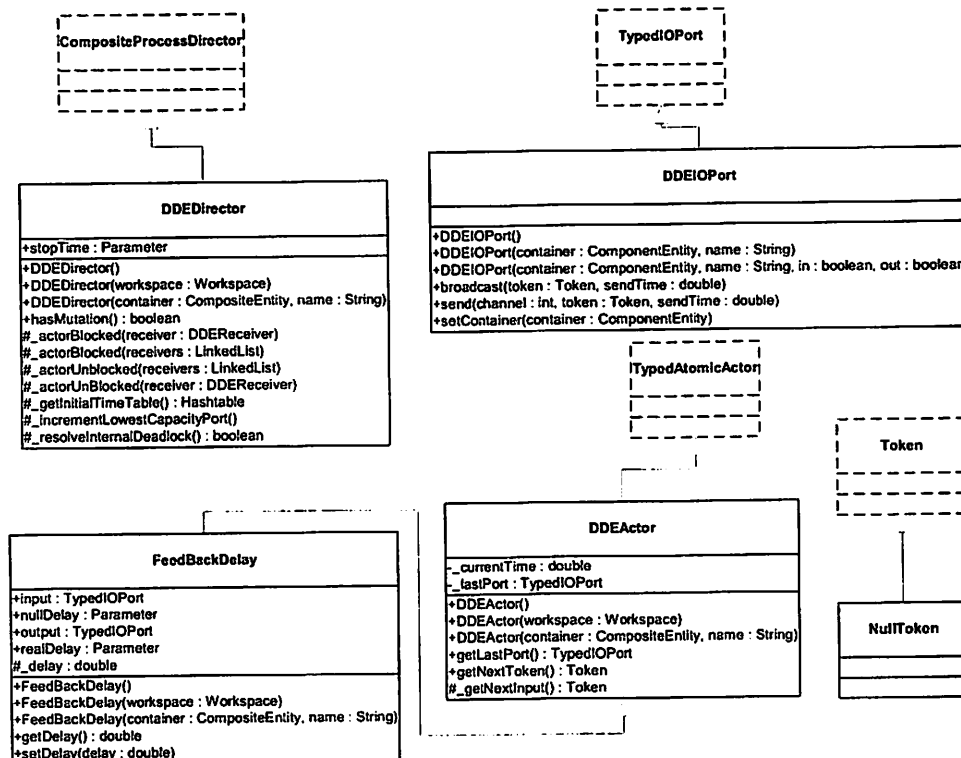 CompositeProcessDirector
TypedIOPort
DDEDirector
+stopTime : Parameter
+DDEDirector()
+DDEDirector(workspace : Workspace)
+DDEDirector(container : CompositeEntity, name : String)
+hasMutation() : boolean
#_actorBlocked(receiver : DDEReceiver)
#_actorBlocked(receivers : LinkedList)
#_actorUnblocked(receivers : LinkedList)
#_actorUnBlocked(receiver : DDEReceiver)
#_getInitialTimeTable() : Hashtable
#_incrementLowestCapacityPort()
#_resolveInternalDeadlock() : boolean
DDEIOPort
+DDEIOPort()
+DDEIOPort(container : ComponentEntity, name : String)
+DDEIOPort(container : ComponentEntity, name : String, in : boolean, out : boolean
+broadcast(token : Token, sendTime : double)
+send(channel : int, token : Token, sendTime : double)
+setContainer(container : ComponentEntity)
TypedAtomicActor
Token
FeedBackDelay
+input : TypedIOPort
+nullDelay : Parameter
+output : TypedIOPort
+realDelay : Parameter
#_delay : double
+FeedBackDelay()
+FeedBackDelay(workspace : Workspace)
+FeedBackDelay(container : CompositeEntity, name : String)
+getDelay() : double
+setDelay(delay : double)
DDEActor
-_currentTime : double
-_lastPort : TypedIOPort
+DDEActor()
+DDEActor(workspace : Workspace)
+DDEActor(container : CompositeEntity, name : String)
+getLastPort() : TypedIOPort
+getNextToken() : Token
#_getNextInput() : Token
NullToken